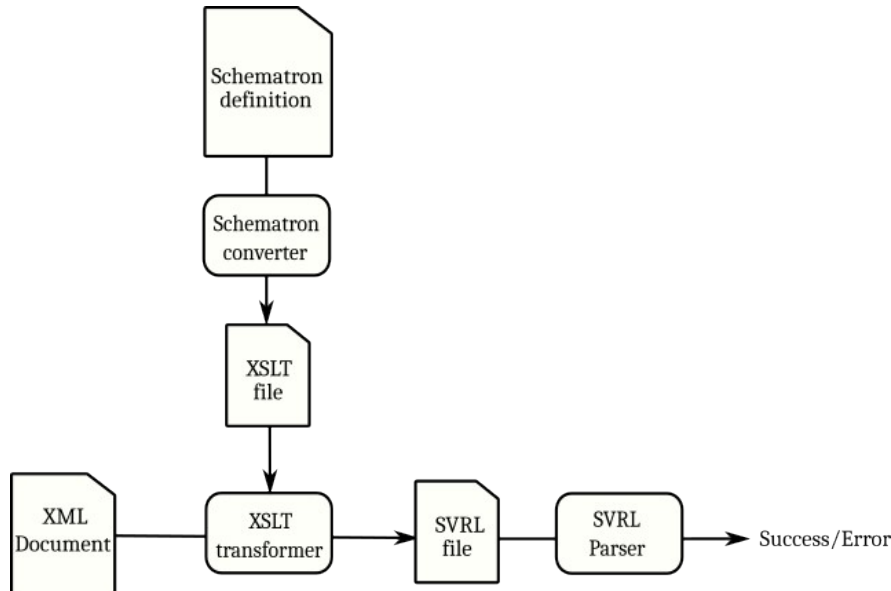 Schematron
definition
Schematron
converter
XSLT
file
XML
Document
XSLT
transformer
SVRL
file
SVRL
Parser
Success/Error